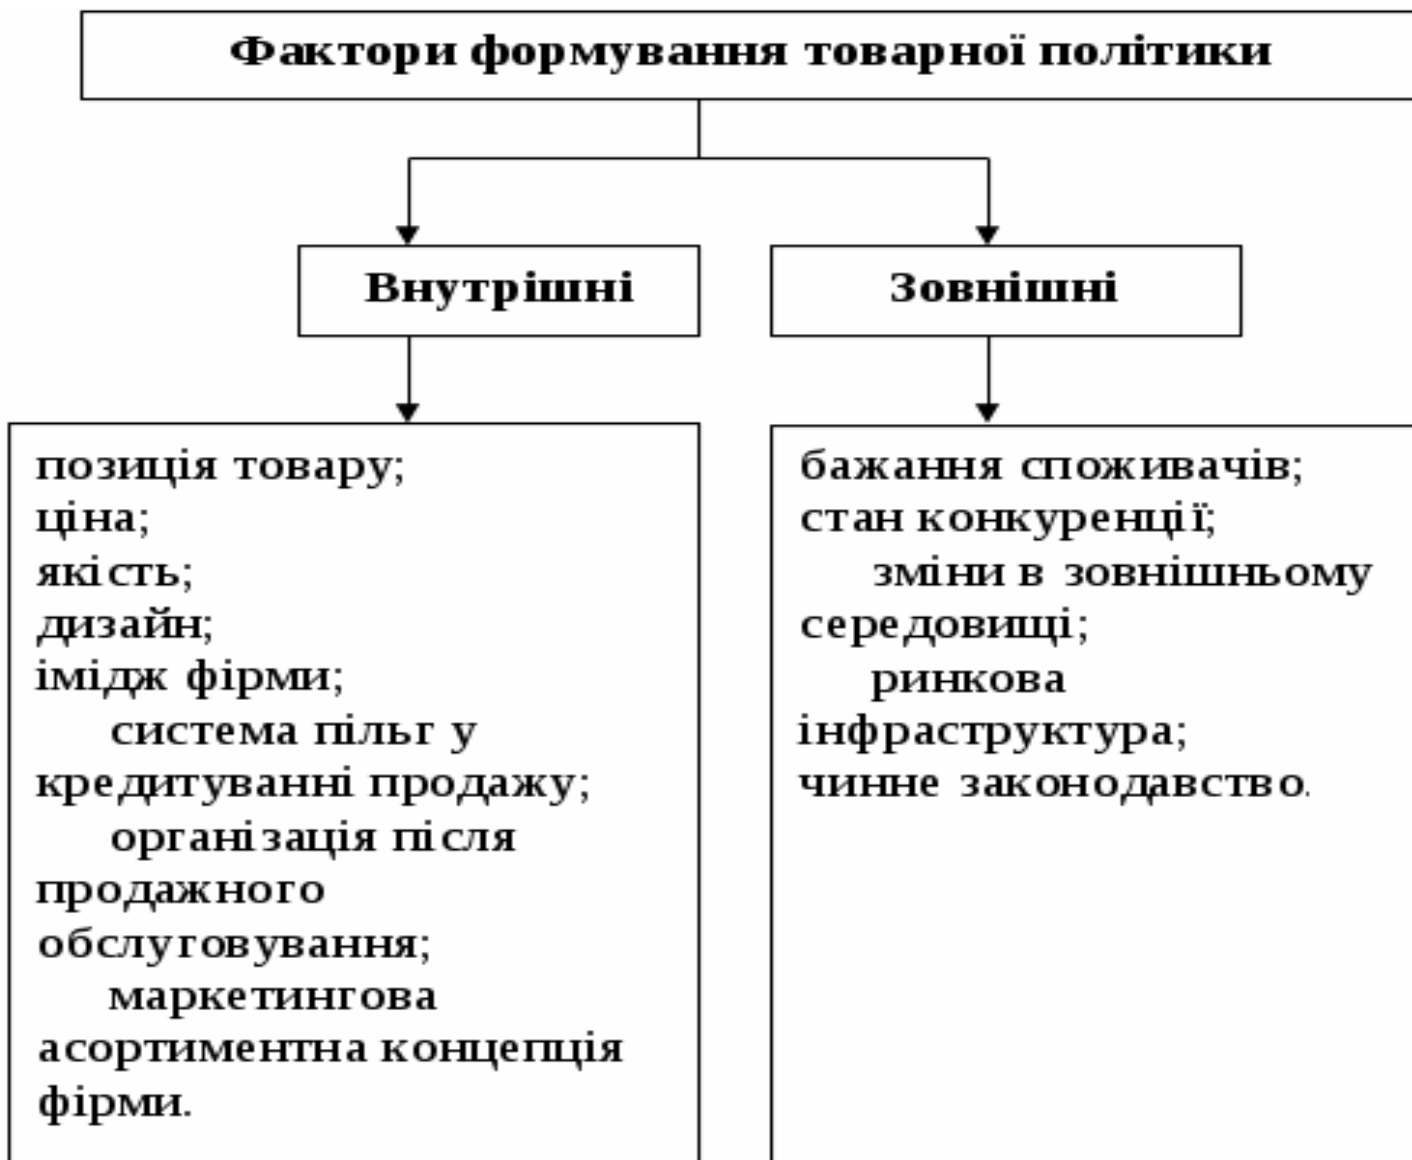 Фактори формування товарної політики
Внутрішні
Зовнішні
позиція товару;
ціна;
якість;
дизайн;
імідж фірми;
система пільг у
кредитуванні продажу;
організація після
продажного
обслуговування;
маркетингова
асортиментна концепція
фірми.
бажання споживачів;
стан конкуренції;
зміни в зовнішньому
середовищі;
ринкова
інфраструктура;
чинне законодавство.